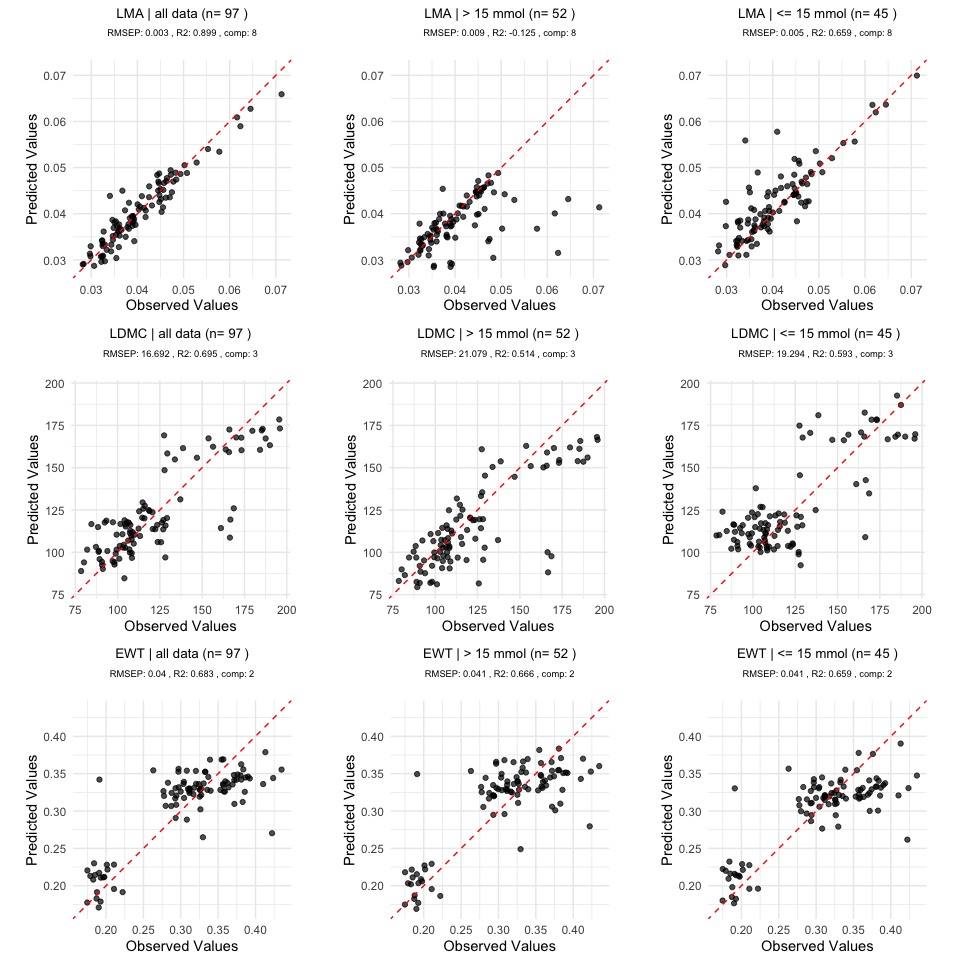 LMA | all data (n= 97 )
RMSEP: 0.003 , R2: 0.899 , comp: 8
0.07
0.06
0.05
0.04
0.03
Predicted Values
0.03 0.04 0.05 0.06 0.07
Observed Values
LMA | > 15 mmol (n= 52 )
RMSEP: 0.009 , R2: -0.125 , comp: 8
0.07
0.06
0.05
0.04
0.03
Predicted Values
0.03 0.04 0.05 0.06 0.07
Observed Values
LMA | <= 15 mmol (n= 45 )
RMSEP: 0.005 , R2: 0.659 , comp: 8
0.07
0.06
0.05
0.04
0.03
Predicted Values
0.03 0.04 0.05 0.06 0.07
Observed Values
LDMC | all data (n= 97 )
RMSEP: 16.692 , R2: 0.695 , comp: 3
200
175
150
125
100
75
Predicted Values
75 100 125 150 175 200
Observed Values
LDMC | > 15 mmol (n= 52 )
RMSEP: 21.079 , R2: 0.514 , comp: 3
200
175
150
125
100
75
Predicted Values
75 100 125 150 175 200
Observed Values
LDMC | <= 15 mmol (n= 45 )
RMSEP: 19.294 , R2: 0.593 , comp: 3
200
175
150
125
100
75
Predicted Values
75 100 125 150 175 200
Observed Values
EWT | all data (n= 97 )
RMSEP: 0.04 , R2: 0.683 , comp: 2
0.40
0.35
0.30
0.25
0.20
Predicted Values
0.20 0.25 0.30 0.35 0.40
Observed Values
EWT | > 15 mmol (n= 52 )
RMSEP: 0.041 , R2: 0.666 , comp: 2
0.40
0.35
0.30
0.25
0.20
Predicted Values
0.20 0.25 0.30 0.35 0.40
Observed Values
EWT | <= 15 mmol (n= 45 )
RMSEP: 0.041 , R2: 0.659 , comp: 2
0.40
0.35
0.30
0.25
0.20
Predicted Values
0.20 0.25 0.30 0.35 0.40
Observed Values